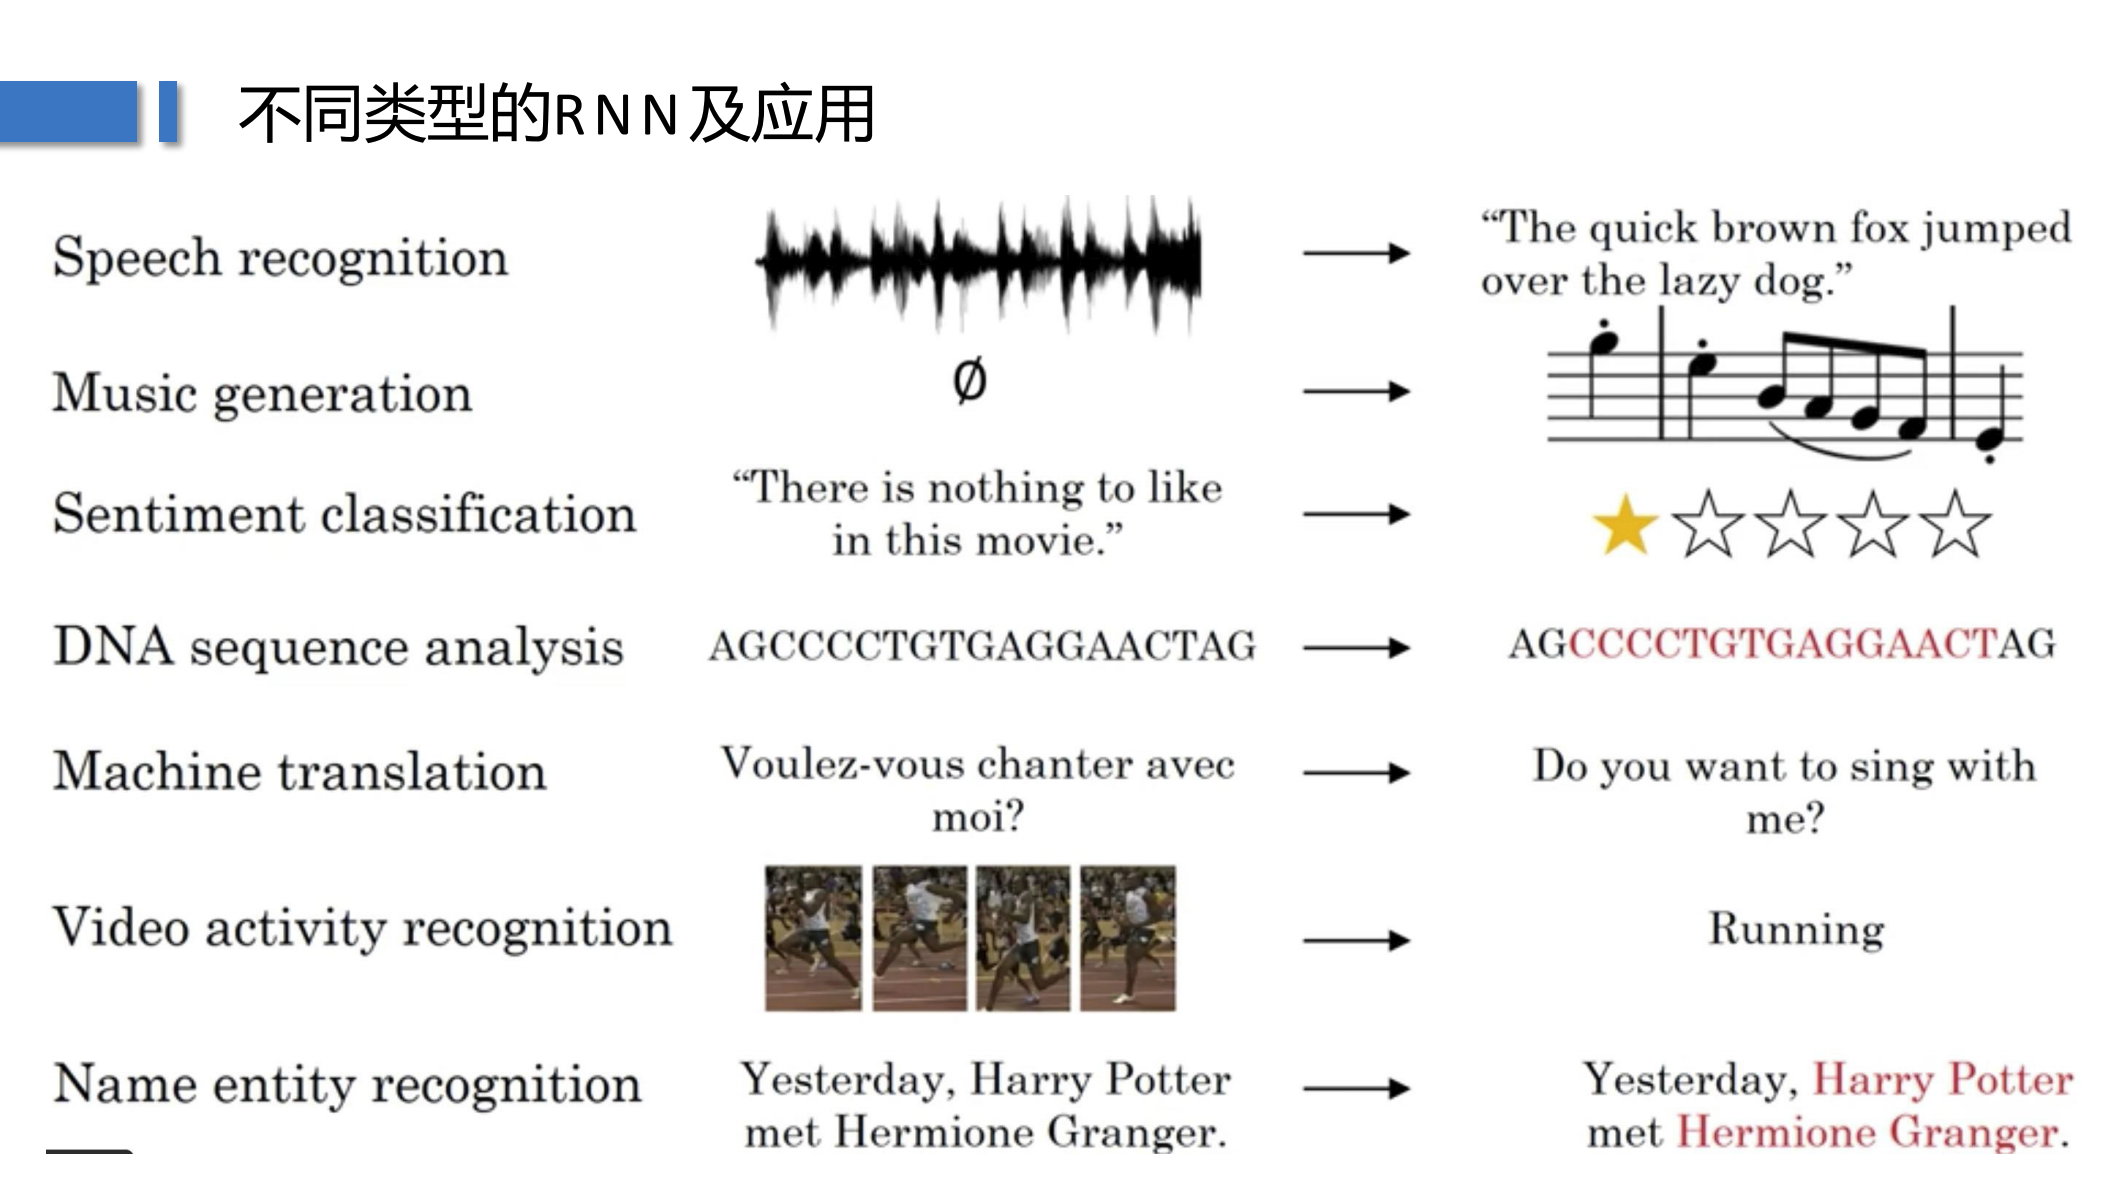 不同类型的RNN及应用
Speech recognition
“The quick brown fox jumped
over the lazy dog.”
Music generation
Ø
Sentiment classification
“There is nothing to like
in this movie.”
DNA sequence analysis
AGCCCCTGTGAGGAACTAG
AGCCCCTGTGAGGAACTAG
Machine translation
Voulez-vous chanter avec
moi?
Do you want to sing with
me?
Video activity recognition
Running
Name entity recognition
Yesterday, Harry Potter
met Hermione Granger.
Yesterday, Harry Potter
met Hermione Granger.